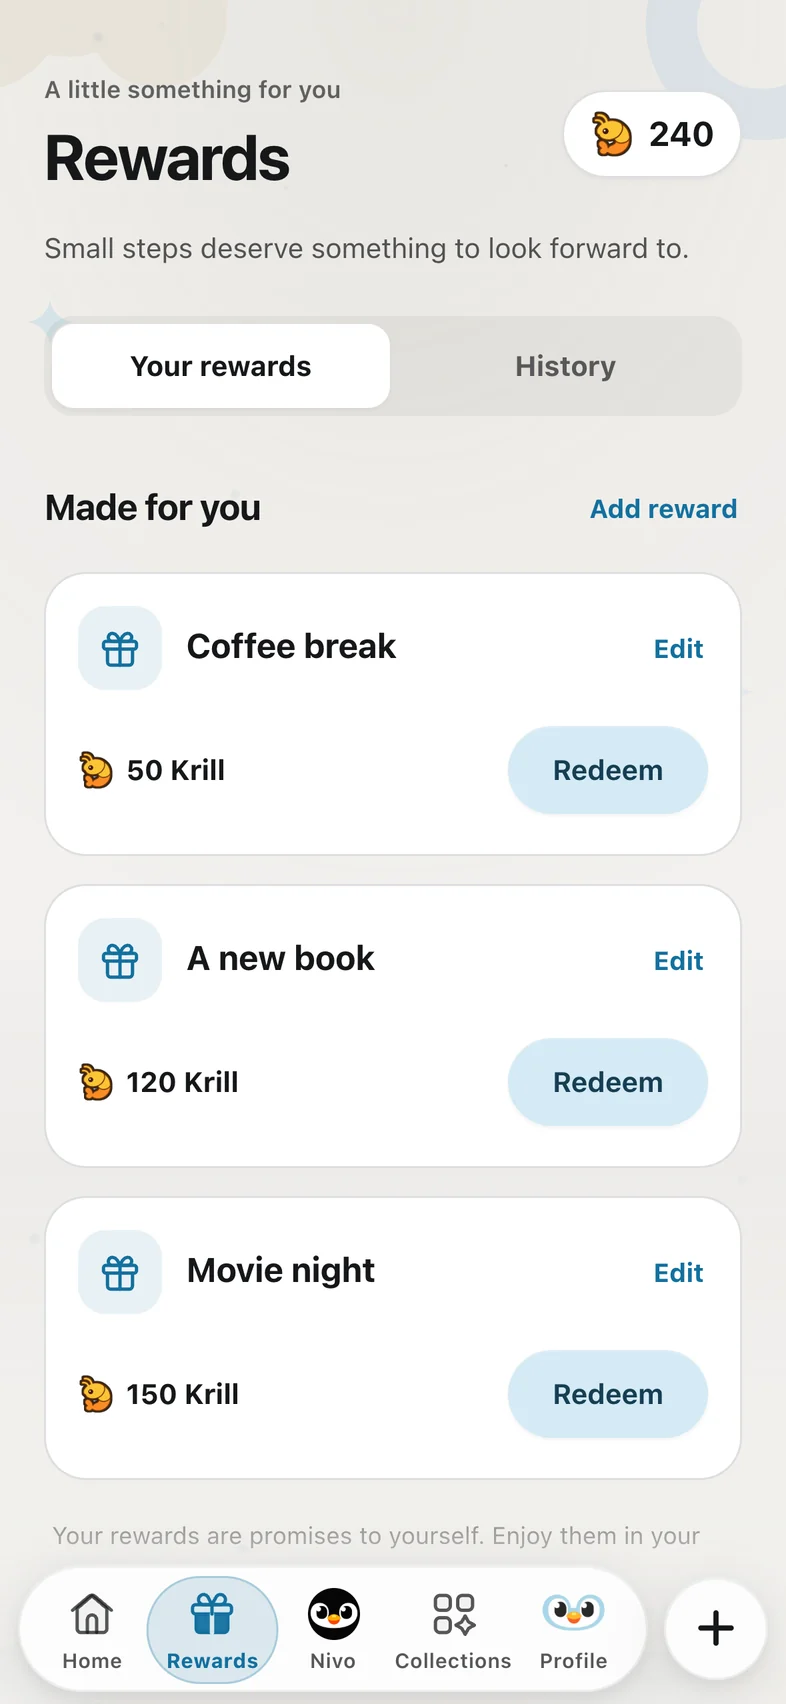 A little something for you
Rewards
240
Small steps deserve something to look forward to.
Your rewards
History
Made for you
Add reward
Coffee break
Edit
50 Krill
Redeem
A new book
Edit
120 Krill
Redeem
Movie night
Edit
150 Krill
Redeem
Your rewards are promises to yourself. Enjoy them in your
Home
Rewards
Nivo
Collections
Profile